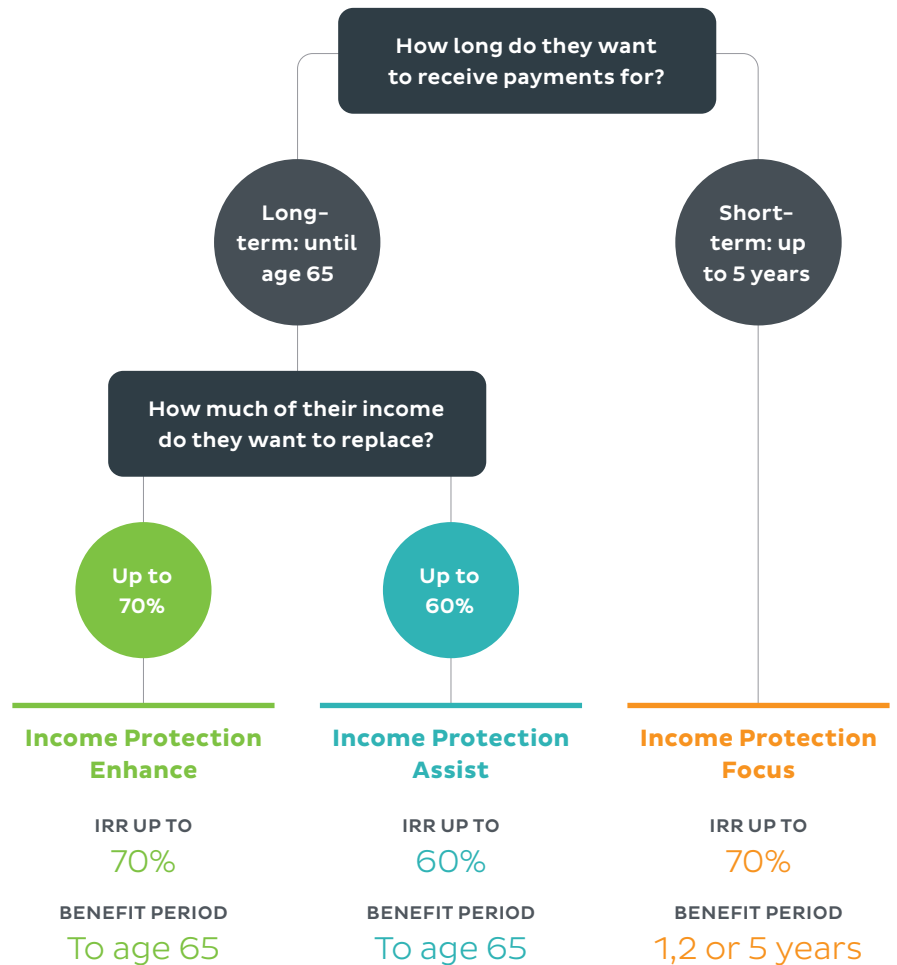 How long do they want
to receive payments for?
Long-
term: until
age 65
Short-
term: up
to 5 years
How much of their income
do they want to replace?
Up to
70%
Up to
60%
Income Protection
Enhance
IRR UP TO
70%
BENEFIT PERIOD
To age 65
Income Protection
Assist
IRR UP TO
60%
BENEFIT PERIOD
To age 65
Income Protection
Focus
IRR UP TO
70%
BENEFIT PERIOD
1,2 or 5 years